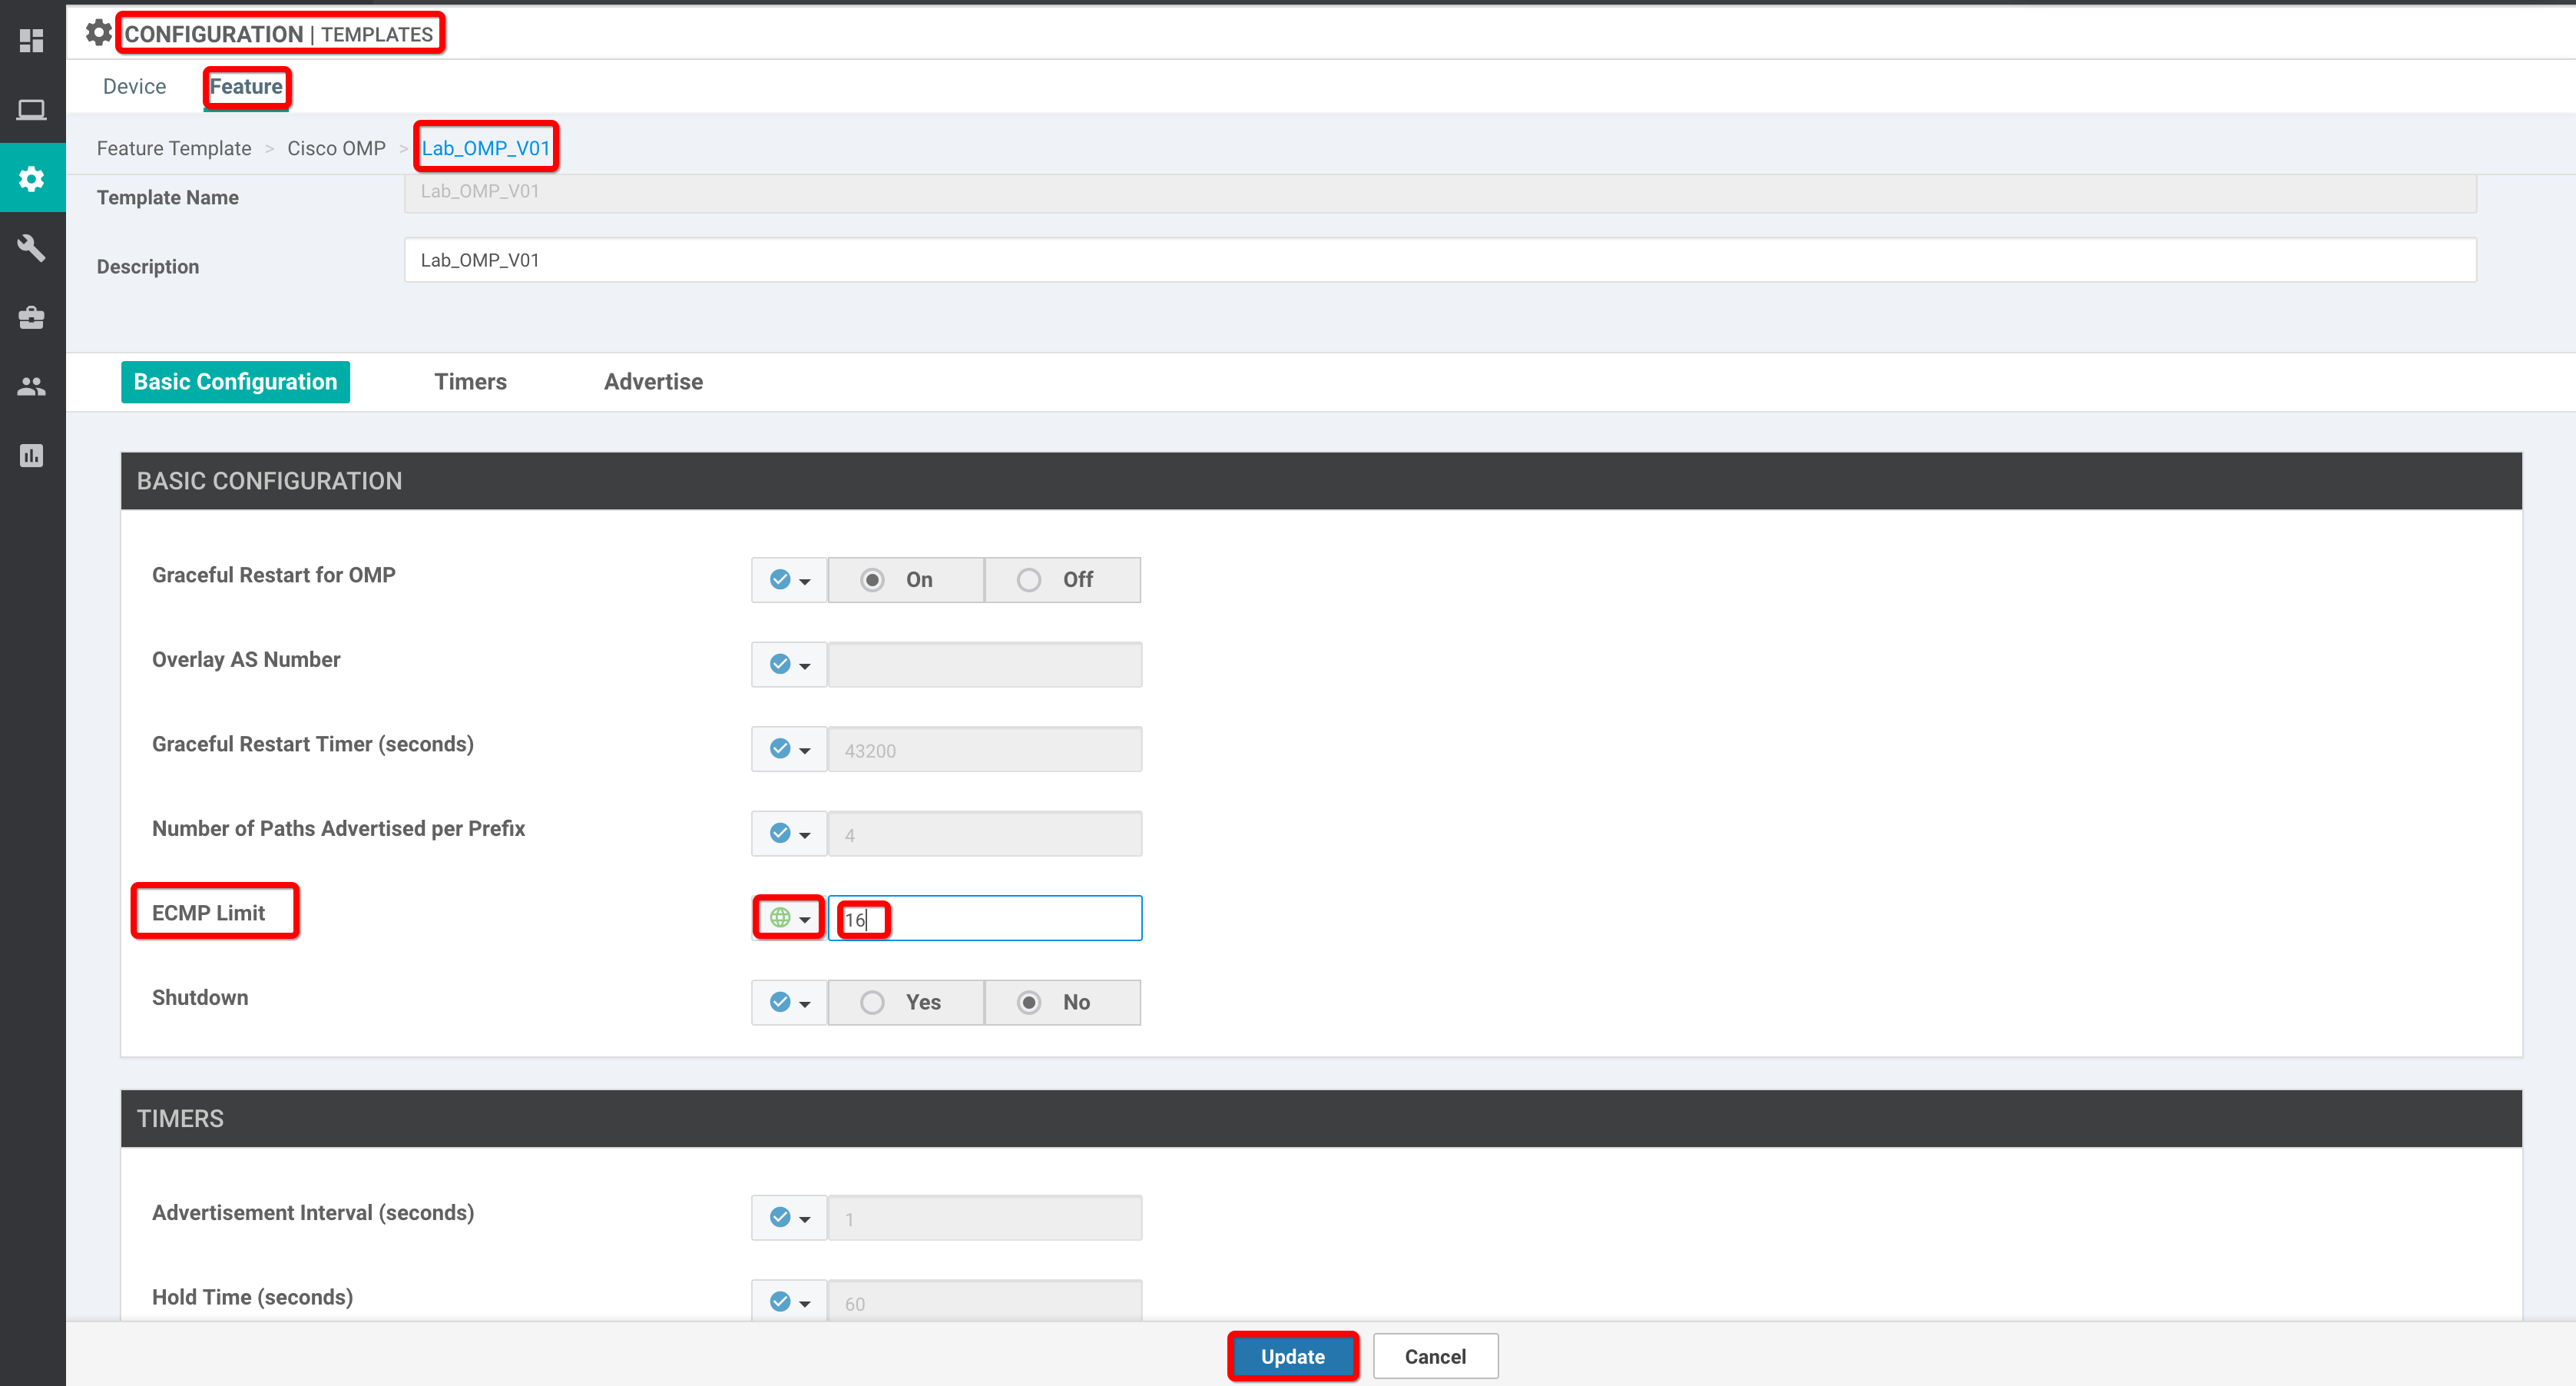 CONFIGURATION | TEMPLATES
Device Feature
Feature Template > Cisco OMP > Lab_OMP_V01
Template Name Lab_OMP_V01
Description Lab_OMP_V01
Basic Configuration Timers Advertise
BASIC CONFIGURATION
Graceful Restart for OMP On Off
Overlay AS Number
Graceful Restart Timer (seconds) 43200
Number of Paths Advertised per Prefix 4
ECMP Limit 16
Shutdown Yes No
TIMERS
Advertisement Interval (seconds) 1
Hold Time (seconds) 60
Update Cancel